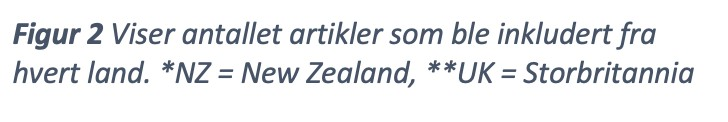 Figur 2 Viser antallet artikler som ble inkludert fra
hvert land. *NZ = New Zealand, **UK = Storbritannia